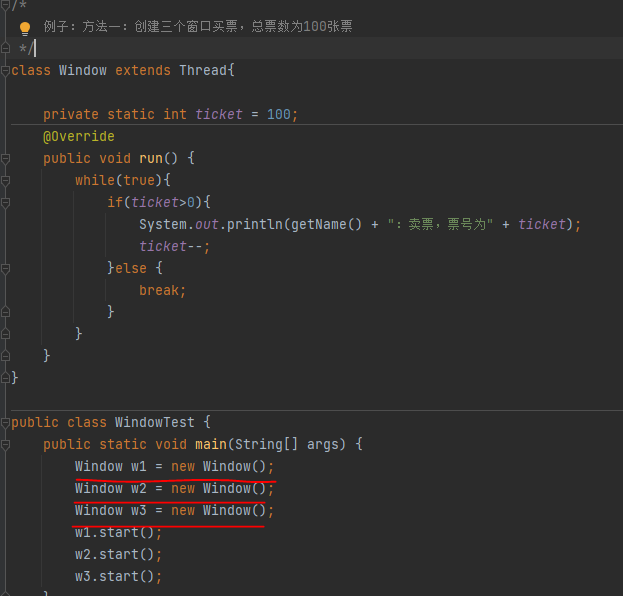 /*
例子：方法一：创建三个窗口买票，总票数为100张票
*/
class Window extends Thread{
private static int ticket = 100;
@Override
public void run() {
while(true){
if(ticket>0){
System.out.println(getName() + "：卖票，票号为" + ticket);
ticket--;
}else {
break;
}
}
}
}
public class WindowTest {
public static void main(String[] args) {
Window w1 = new Window();
Window w2 = new Window();
Window w3 = new Window();
w1.start();
w2.start();
w3.start();